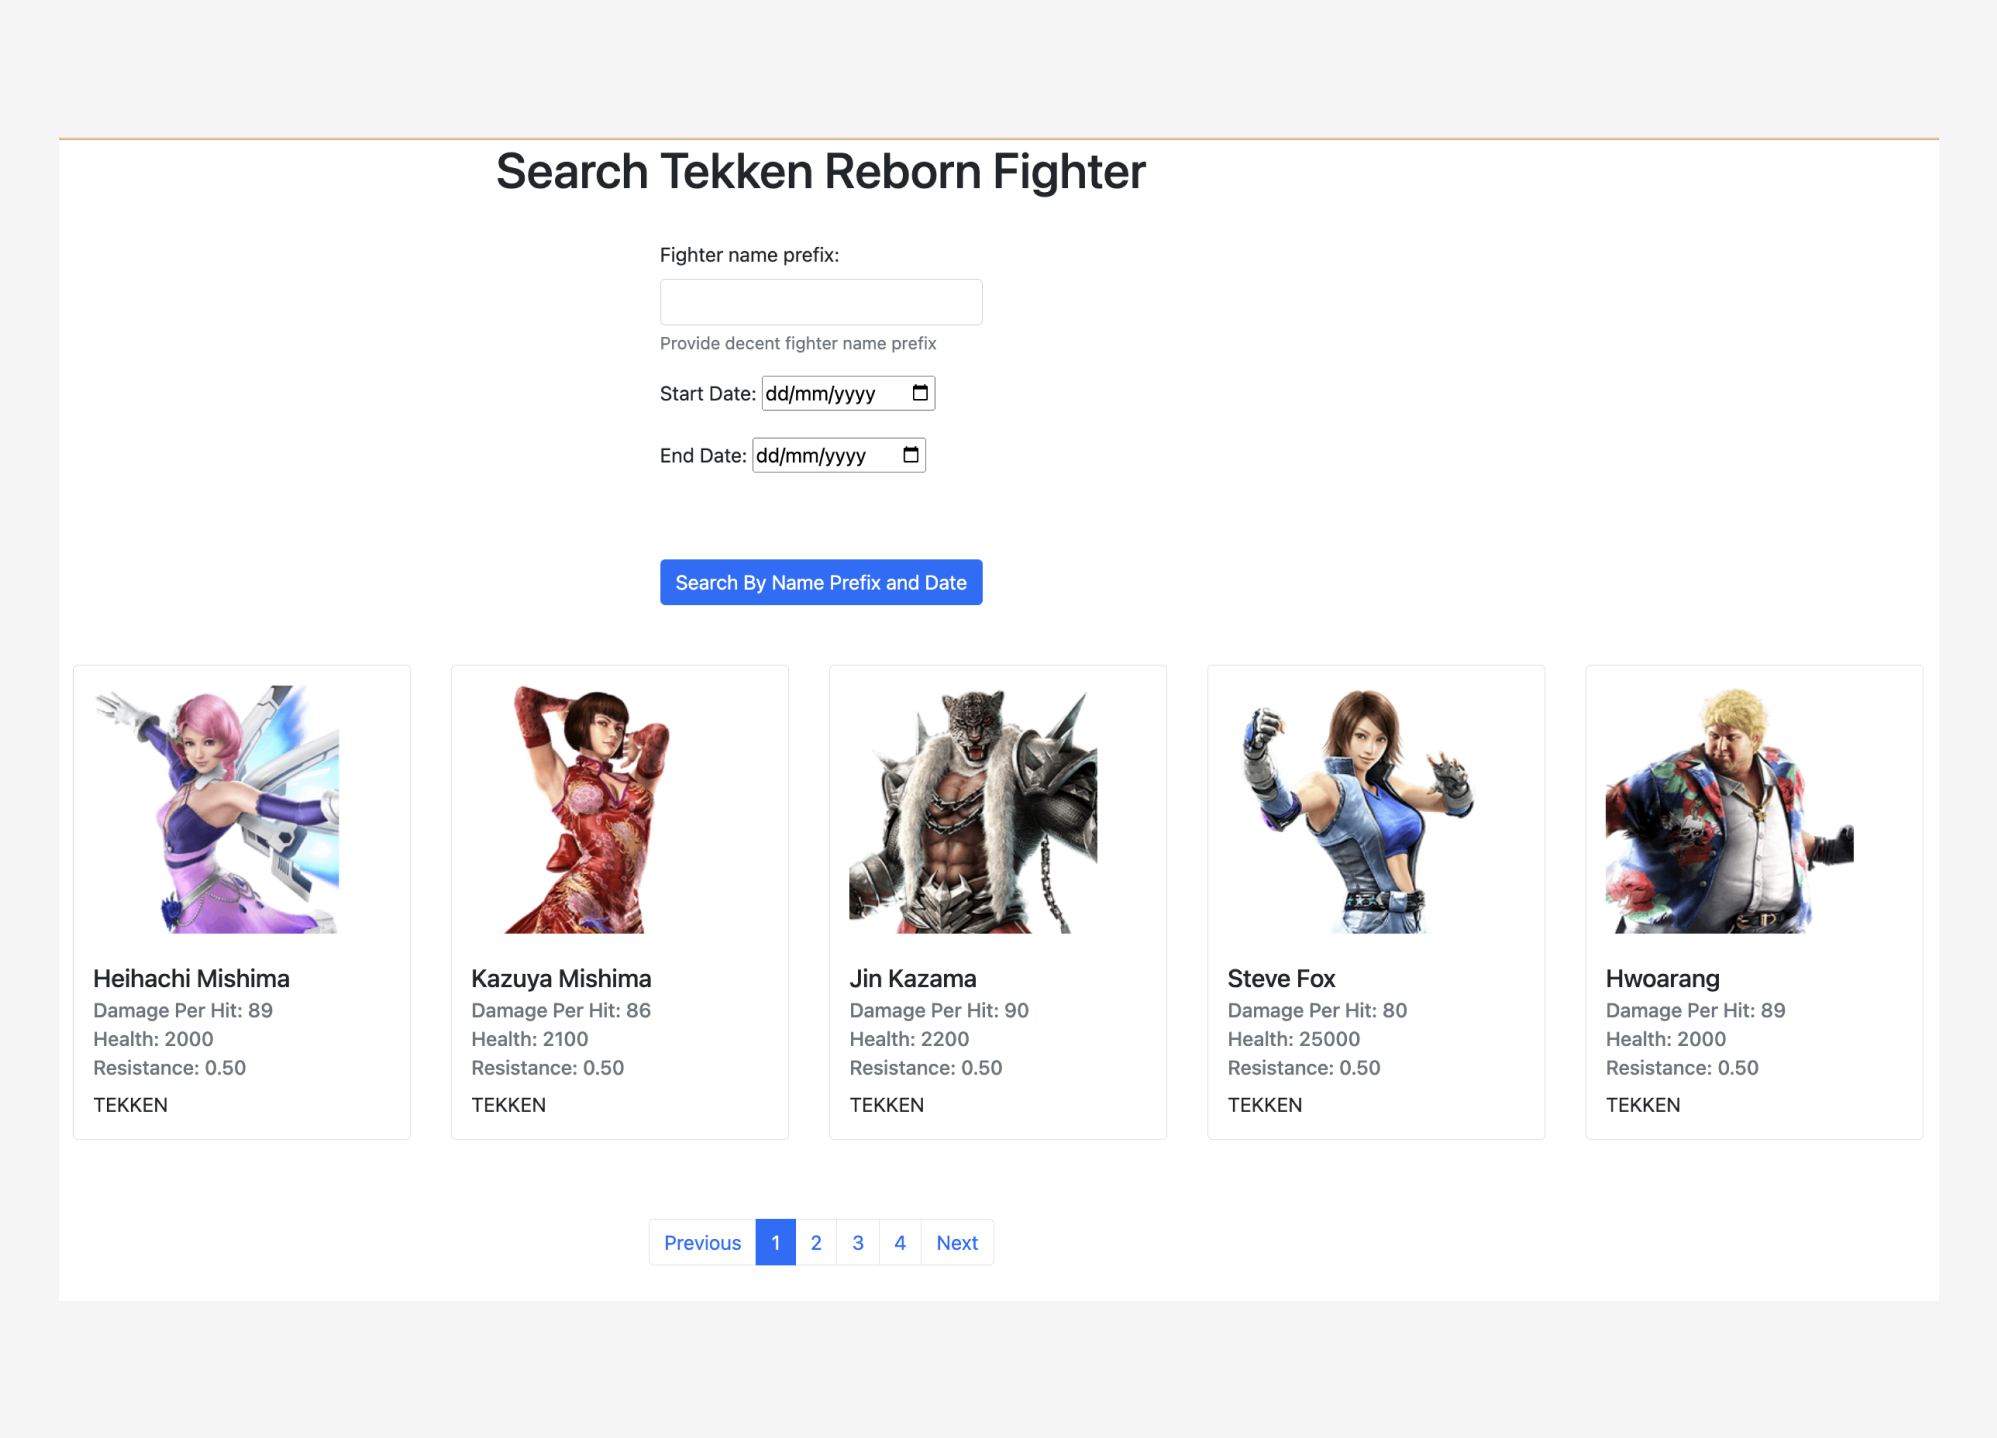 Search Tekken Reborn Fighter
Fighter name prefix:
Provide decent fighter name prefix
Start Date: dd/mm/yyyy
End Date: dd/mm/yyyy
Search By Name Prefix and Date
Heihachi Mishima
Damage Per Hit: 89
Health: 2000
Resistance: 0.50
TEKKEN
Kazuya Mishima
Damage Per Hit: 86
Health: 2100
Resistance: 0.50
TEKKEN
Jin Kazama
Damage Per Hit: 90
Health: 2200
Resistance: 0.50
TEKKEN
Steve Fox
Damage Per Hit: 80
Health: 25000
Resistance: 0.50
TEKKEN
Hwoarang
Damage Per Hit: 89
Health: 2000
Resistance: 0.50
TEKKEN
Previous 1 2 3 4 Next